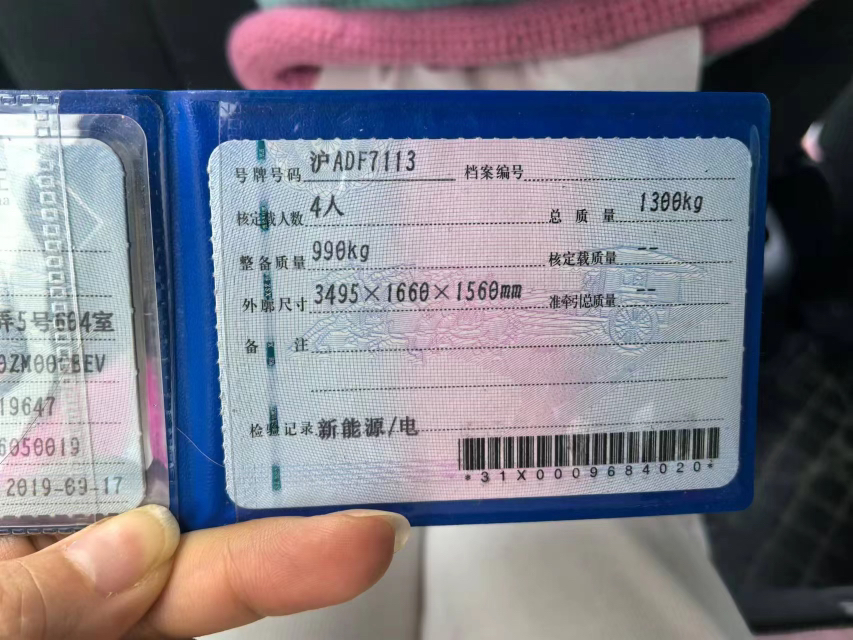 弄5号604室
BEV
19647
6050019
2019-09-17
号牌号码 沪ADF7113 档案编号
核定载人数 4人 总质量 1300kg
整备质量 990kg 核定载质量 --
外廓尺寸 3495×1660×1560mm 准牵引总质量 --
备注
检验记录 新能源/电
*31X0009684020*